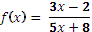 f(x) = (3x − 2)/(5x + 8)